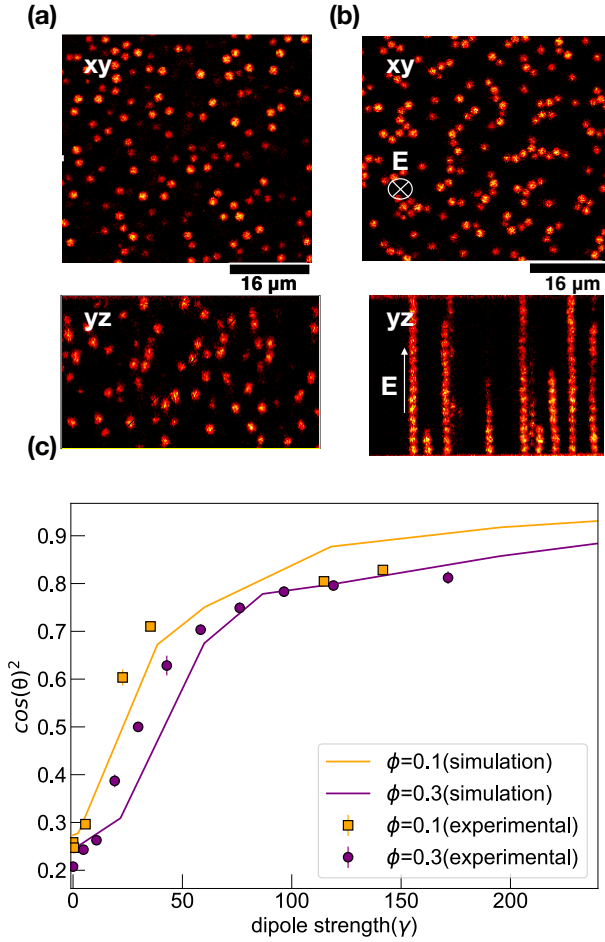 (a)
(b)
xy
xy
E
16 μm
16 μm
yz
yz
E
(c)
0.9
0.8
0.7
0.6
0.5
0.4
0.3
0.2
cos(θ)²
0
50
100
150
200
dipole strength(γ)
ϕ=0.1(simulation)
ϕ=0.3(simulation)
ϕ=0.1(experimental)
ϕ=0.3(experimental)